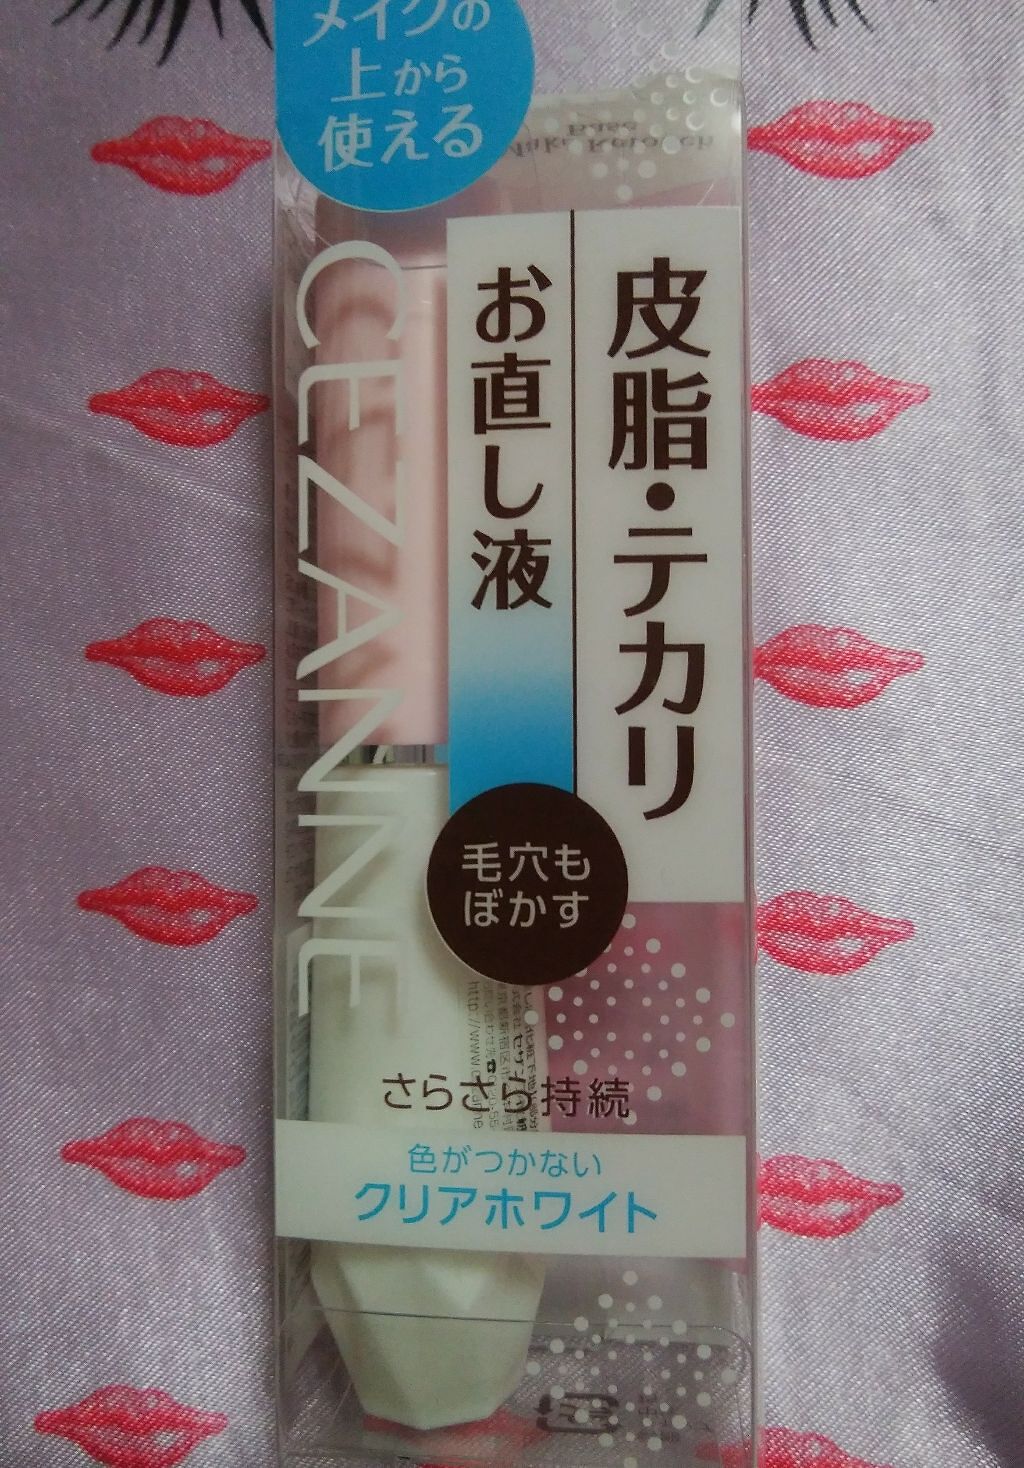 メイクの
上から
使える
皮脂・テカリ
お直し液
CEZANNE
毛穴も
ぼかす
さらさら持続
色がつかない
クリアホワイト